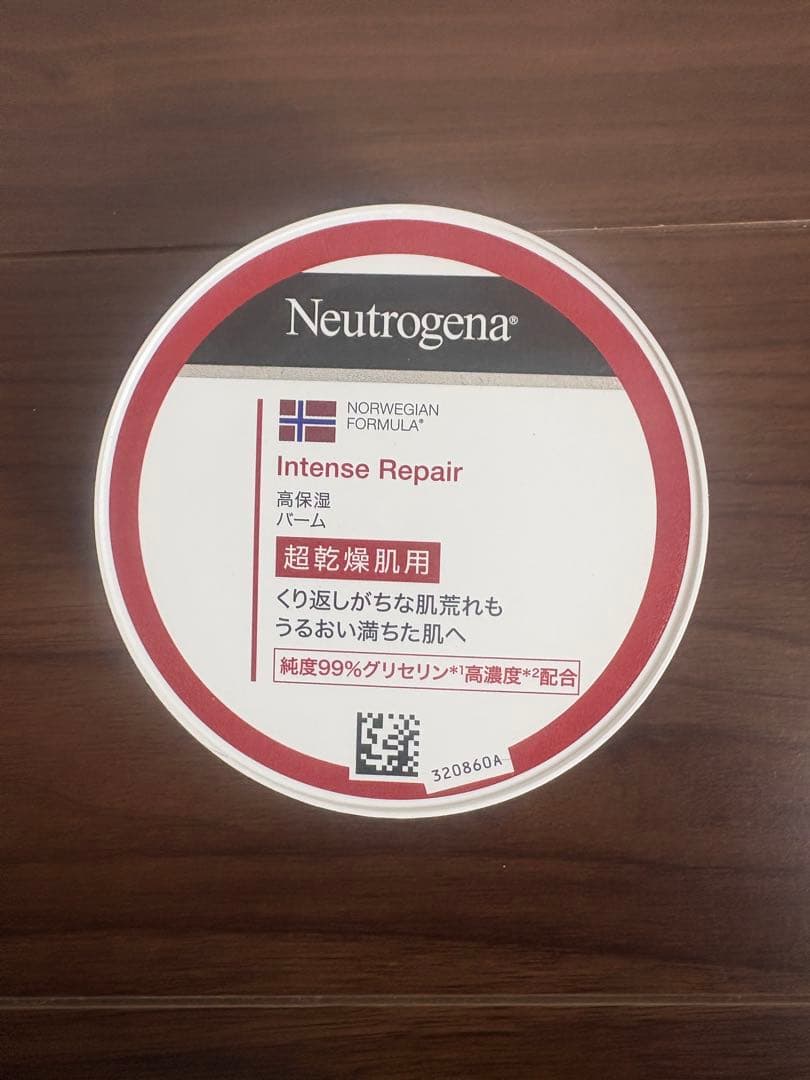 Neutrogena®
NORWEGIAN
FORMULA®
Intense Repair
高保湿
バーム
超乾燥肌用
くり返しがちな肌荒れも
うるおい満ちた肌へ
純度99%グリセリン*1高濃度*2配合
320860A